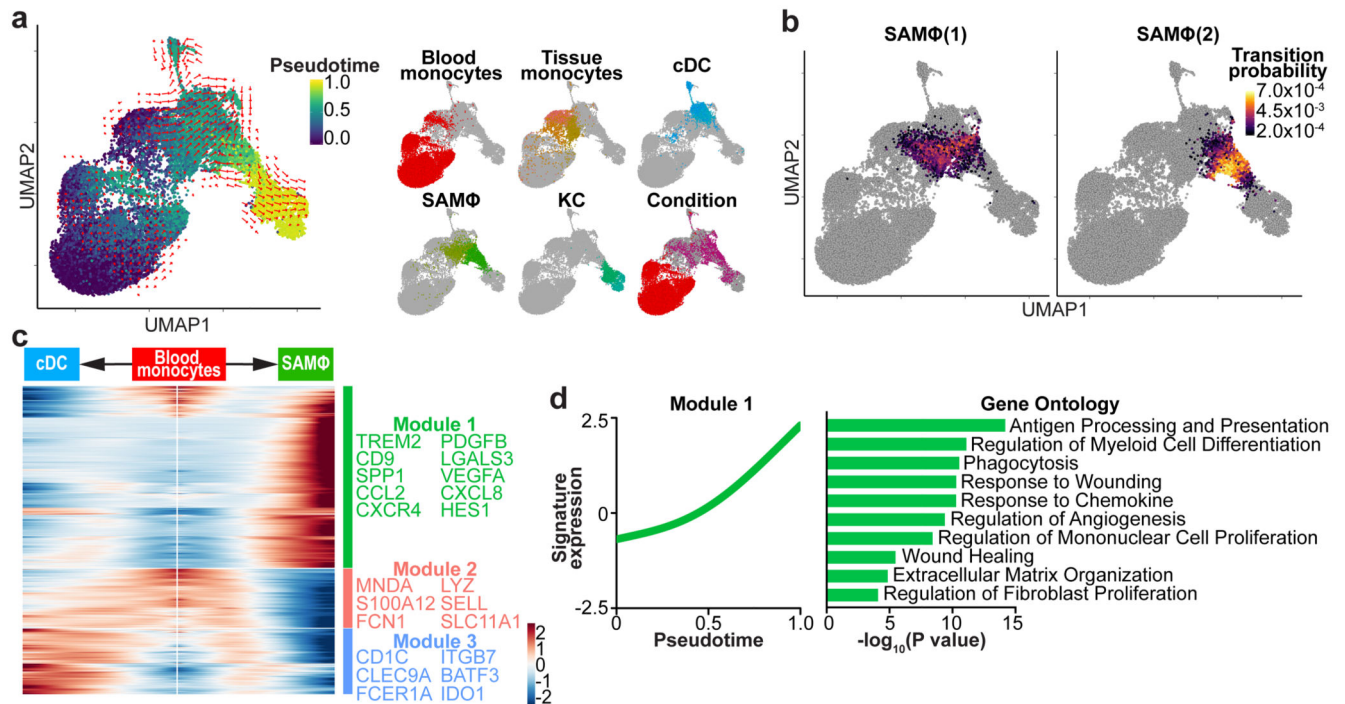 a
Pseudotime
1.0
0.5
0.0
UMAP2
UMAP1
Blood
monocytes
Tissue
monocytes
cDC
SAMΦ
KC
Condition
b
SAMΦ(1)
SAMΦ(2)
Transition
probability
7.0x10⁻⁴
4.5x10⁻³
2.0x10⁻⁴
UMAP2
UMAP1
c
cDC
Blood
monocytes
SAMΦ
Module 1
TREM2 PDGFB
CD9 LGALS3
SPP1 VEGFA
CCL2 CXCL8
CXCR4 HES1
Module 2
MNDA LYZ
S100A12 SELL
FCN1 SLC11A1
Module 3
CD1C ITGB7
CLEC9A BATF3
FCER1A IDO1
2
1
0
-1
-2
d
Module 1
Signature
expression
2.5
0
-2.5
0 0.5 1.0
Pseudotime
Gene Ontology
Antigen Processing and Presentation
Regulation of Myeloid Cell Differentiation
Phagocytosis
Response to Wounding
Response to Chemokine
Regulation of Angiogenesis
Regulation of Mononuclear Cell Proliferation
Wound Healing
Extracellular Matrix Organization
Regulation of Fibroblast Proliferation
0 5 10 15
-log₁₀(P value)